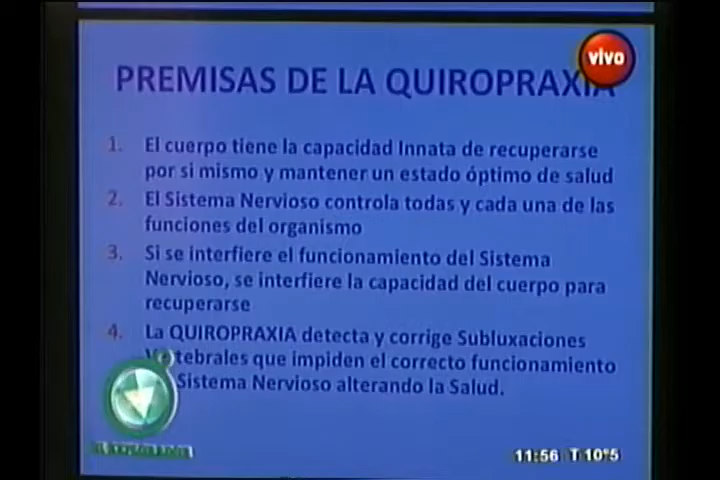 vivo
PREMISAS DE LA QUIROPRAXIA
1. El cuerpo tiene la capacidad Innata de recuperarse
por si mismo y mantener un estado óptimo de salud
2. El Sistema Nervioso controla todas y cada una de las
funciones del organismo
3. Si se interfiere el funcionamiento del Sistema
Nervioso, se interfiere la capacidad del cuerpo para
recuperarse
4. La QUIROPRAXIA detecta y corrige Subluxaciones
Vertebrales que impiden el correcto funcionamiento
Sistema Nervioso alterando la Salud.
11:56 T 10º5